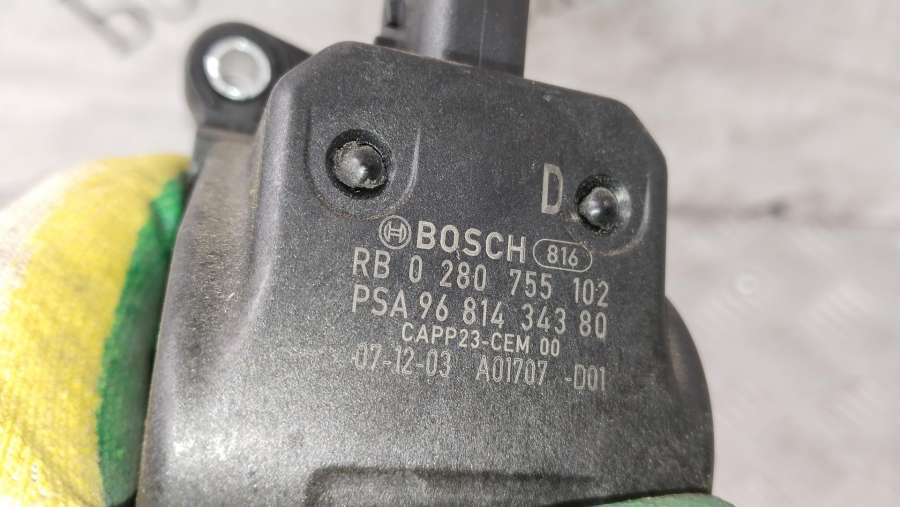 D
BOSCH 816
RB 0 280 755 102
PSA 96 814 343 80
CAPP23-CEM 00
07-12-03 A01707 -D01